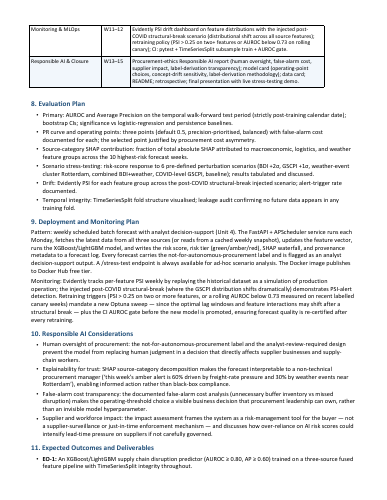 Monitoring & MLOps W11–12 Evidently PSI drift dashboard on feature distributions with the injected post-
COVID structural-break scenario (distributional shift across all source features);
retraining policy (PSI > 0.25 on two+ features or AUROC below 0.73 on rolling
canary); CI: pytest + TimeSeriesSplit subsample train + AUROC gate.
Responsible AI & Closure W13–15 Procurement-ethics Responsible AI report (human oversight, false-alarm cost,
supplier impact, label-derivation transparency); model card (operating-point
choices, concept-drift sensitivity, label-derivation methodology); data card;
README; retrospective; final presentation with live stress-test demo.
8. Evaluation Plan
• Primary: AUROC and Average Precision on the temporal walk-forward test period (strictly post-training calendar date);
bootstrap CIs; significance vs logistic-regression and persistence baselines.
• PR curve and operating points: three points (default 0.5, precision-prioritised, balanced) with false-alarm cost
documented for each; the selected point justified by procurement cost asymmetry.
• Source-category SHAP contribution: fraction of total absolute SHAP attributed to macroeconomic, logistics, and weather
feature groups across the 10 highest-risk forecast weeks.
• Scenario stress-testing: risk-score response to 6 pre-defined perturbation scenarios (BDI +2σ, GSCPI +1σ, weather-event
cluster Rotterdam, combined BDI+weather, COVID-level GSCPI, baseline); results tabulated and discussed.
• Drift: Evidently PSI for each feature group across the post-COVID structural-break injected scenario; alert-trigger rate
documented.
• Temporal integrity: TimeSeriesSplit fold structure visualised; leakage audit confirming no future data appears in any
training fold.
9. Deployment and Monitoring Plan
Pattern: weekly scheduled batch forecast with analyst decision-support (Unit 4). The FastAPI + APScheduler service runs each
Monday, fetches the latest data from all three sources (or reads from a cached weekly snapshot), updates the feature vector,
runs the XGBoost/LightGBM model, and writes the risk score, risk tier (green/amber/red), SHAP waterfall, and provenance
metadata to a forecast log. Every forecast carries the not-for-autonomous-procurement label and is flagged as an analyst
decision-support output. A /stress-test endpoint is always available for ad-hoc scenario analysis. The Docker image publishes
to Docker Hub free tier.
Monitoring: Evidently tracks per-feature PSI weekly by replaying the historical dataset as a simulation of production
operation; the injected post-COVID structural-break (where the GSCPI distribution shifts dramatically) demonstrates PSI-alert
detection. Retraining triggers (PSI > 0.25 on two or more features, or a rolling AUROC below 0.73 measured on recent labelled
canary weeks) mandate a new Optuna sweep — since the optimal lag windows and feature interactions may shift after a
structural break — plus the CI AUROC gate before the new model is promoted, ensuring forecast quality is re-certified after
every retraining.
10. Responsible AI Considerations
• Human oversight of procurement: the not-for-autonomous-procurement label and the analyst-review-required design
prevent the model from replacing human judgment in a decision that directly affects supplier businesses and supply-
chain workers.
• Explainability for trust: SHAP source-category decomposition makes the forecast interpretable to a non-technical
procurement manager ('this week's amber alert is 60% driven by freight-rate pressure and 30% by weather events near
Rotterdam'), enabling informed action rather than black-box compliance.
• False-alarm cost transparency: the documented false-alarm cost analysis (unnecessary buffer inventory vs missed
disruption) makes the operating-threshold choice a visible business decision that procurement leadership can own, rather
than an invisible model hyperparameter.
• Supplier and workforce impact: the impact assessment frames the system as a risk-management tool for the buyer — not
a supplier-surveillance or just-in-time enforcement mechanism — and discusses how over-reliance on AI risk scores could
intensify lead-time pressure on suppliers if not carefully governed.
11. Expected Outcomes and Deliverables
• EO-1: An XGBoost/LightGBM supply chain disruption predictor (AUROC ≥ 0.80, AP ≥ 0.60) trained on a three-source fused
feature pipeline with TimeSeriesSplit integrity throughout.